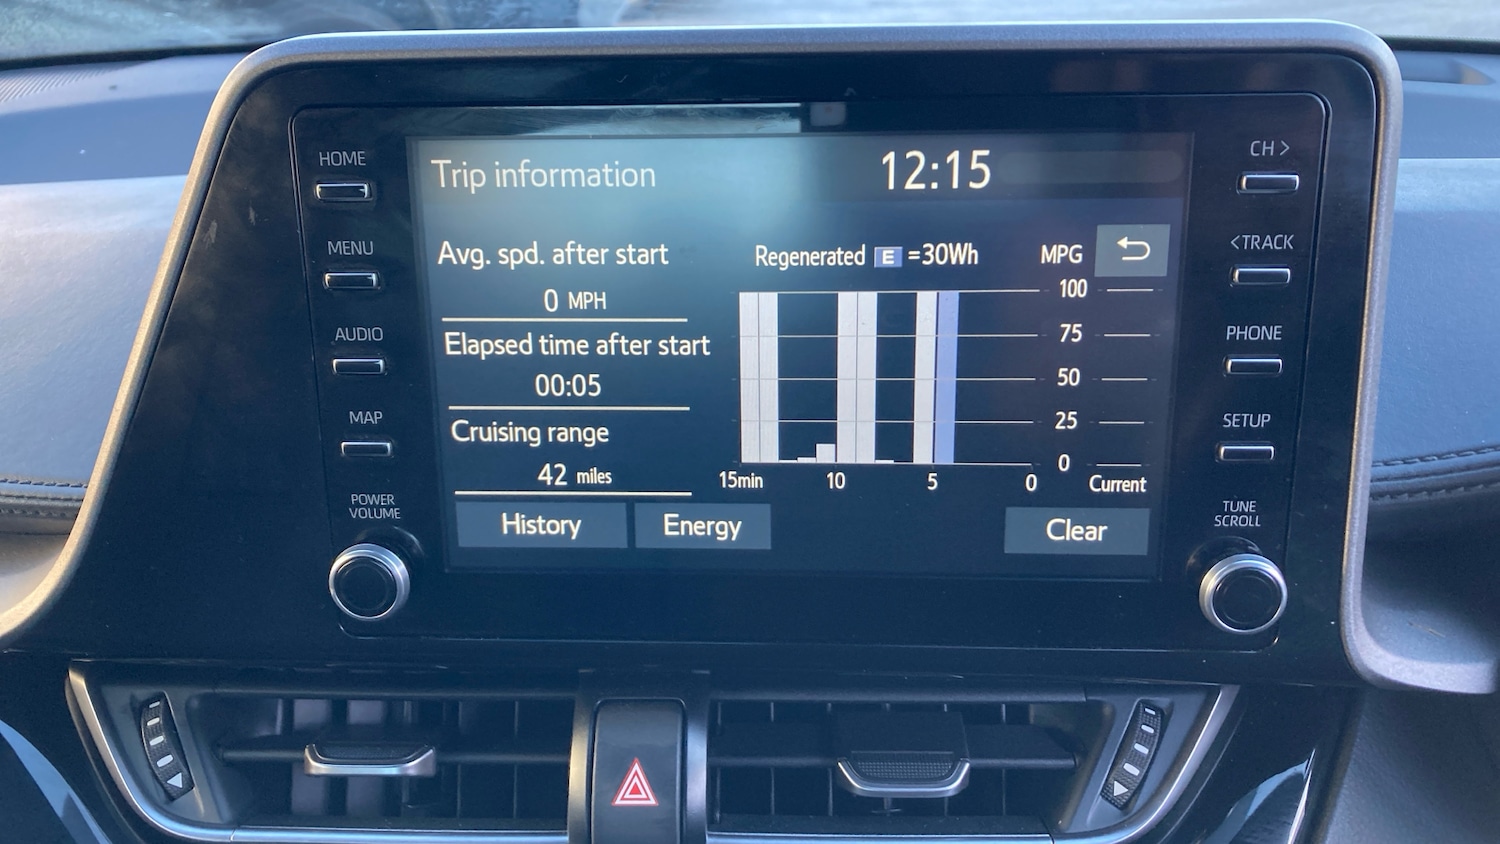 HOME
MENU
AUDIO
MAP
POWER
VOLUME
Trip information
12:15
Avg. spd. after start
0 MPH
Elapsed time after start
00:05
Cruising range
42 miles
History
Energy
Regenerated E =30Wh
MPG
100
75
50
25
0
15min 10 5 0 Current
Clear
CH >
<TRACK
PHONE
SETUP
TUNE
SCROLL